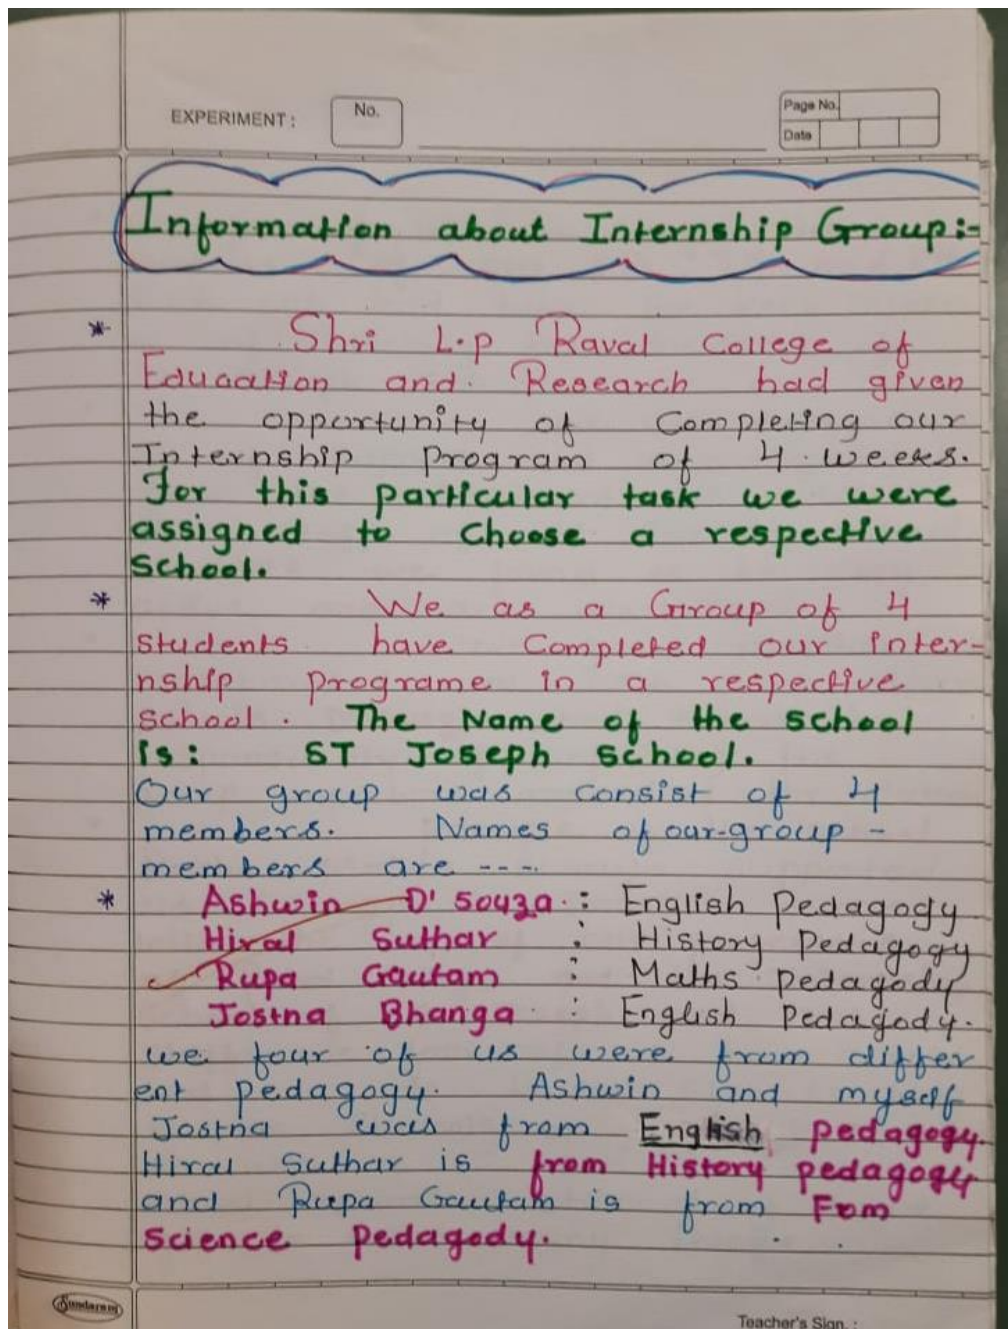 EXPERIMENT :
No.
Page No.
Date
Information about Internship Group:-
* Shri L.P Raval College of
Education and. Research had given
the opportunity of Completing our
Internship Program of 4. weeks.
For this particular task we were
assigned to Choose a respective
School.
* We as a Group of 4
students have Completed our inter-
nship programe in a respective
school. The Name of the school
is: ST Joseph school.
Our group was consist of 4
members. Names of our-group-
members are ----
* Ashwin D'souza : English Pedagogy
Hiral Suthar : History Pedagogy
Rupa Gautam : Maths Pedagody
Jostna Bhanga : English Pedagody.
we four of us were from differ
ent pedagogy. Ashwin and myself
Jostna was from English pedagogy
Hiral Suthar is from History pedagogy
and Rupa Gautam is from Fom
science Pedagody.
Sundaram
Teacher's Sign. :